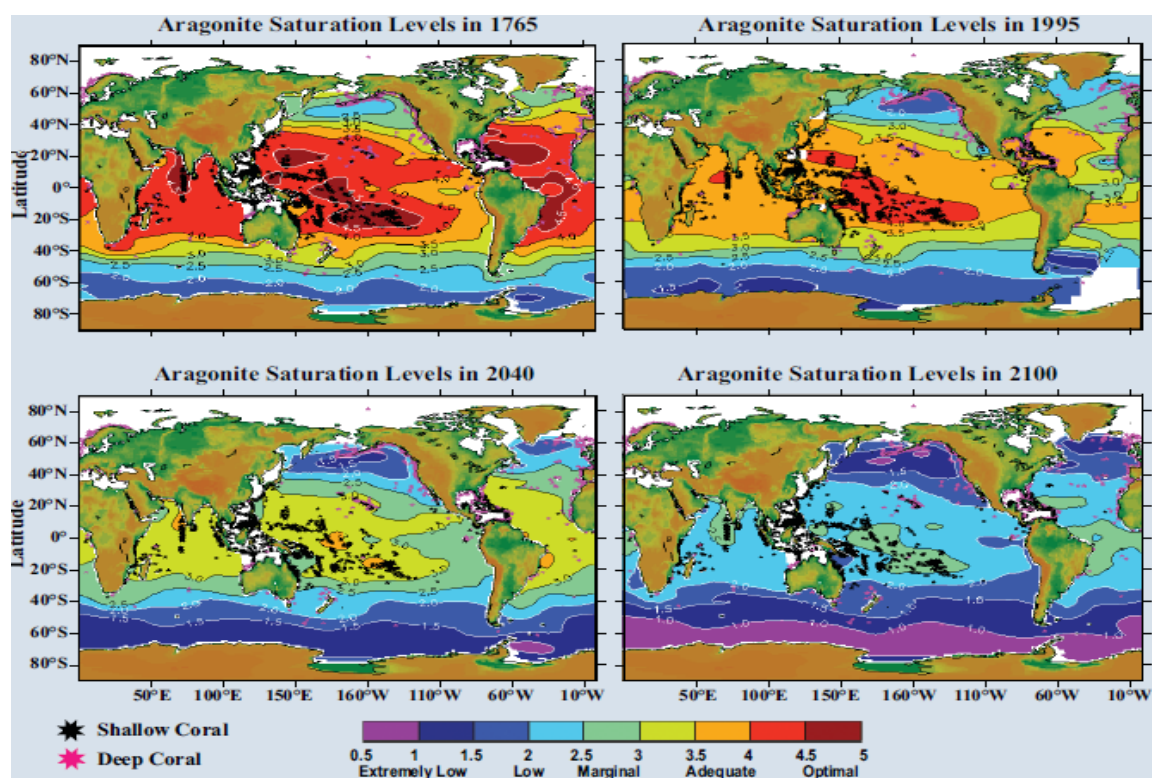 Aragonite Saturation Levels in 1765
Aragonite Saturation Levels in 1995
80°N
60°N
40°N
20°N
0°
20°S
40°S
60°S
80°S
Latitude
Aragonite Saturation Levels in 2040
Aragonite Saturation Levels in 2100
80°N
60°N
40°N
20°N
0°
20°S
40°S
60°S
80°S
Latitude
50°E 100°E 150°E 160°W 110°W 60°W 10°W
50°E 100°E 150°E 160°W 110°W 60°W 10°W
Shallow Coral
Deep Coral
0.5 1 1.5 2 2.5 3 3.5 4 4.5 5
Extremely Low Low Marginal Adequate Optimal